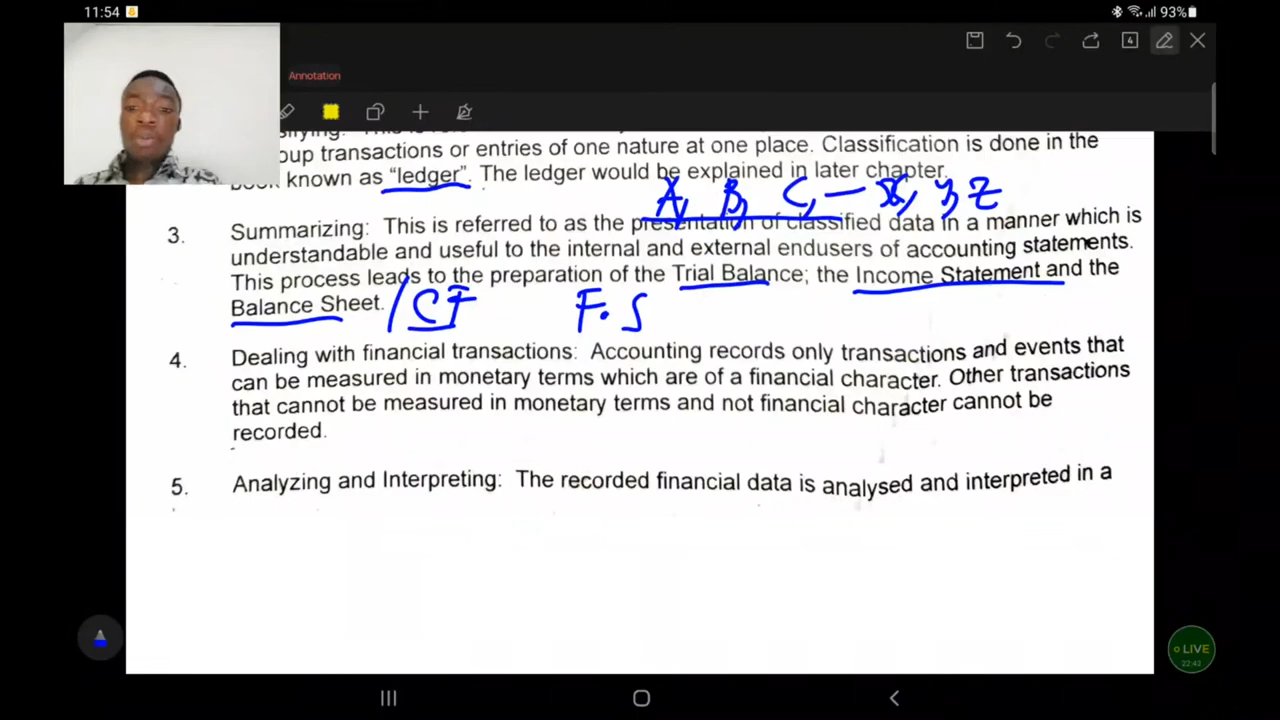 11:54
93%
4
Annotation
oup transactions or entries of one nature at one place. Classification is done in the
known as “ledger”. The ledger would be explained in later chapter.
A, B, C, — X, Y, Z
3. Summarizing: This is referred to as the presentation of classified data in a manner which is
understandable and useful to the internal and external endusers of accounting statements.
This process leads to the preparation of the Trial Balance; the Income Statement and the
Balance Sheet. / CF F. S
4. Dealing with financial transactions: Accounting records only transactions and events that
can be measured in monetary terms which are of a financial character. Other transactions
that cannot be measured in monetary terms and not financial character cannot be
recorded.
5. Analyzing and Interpreting: The recorded financial data is analysed and interpreted in a
LIVE
22:43